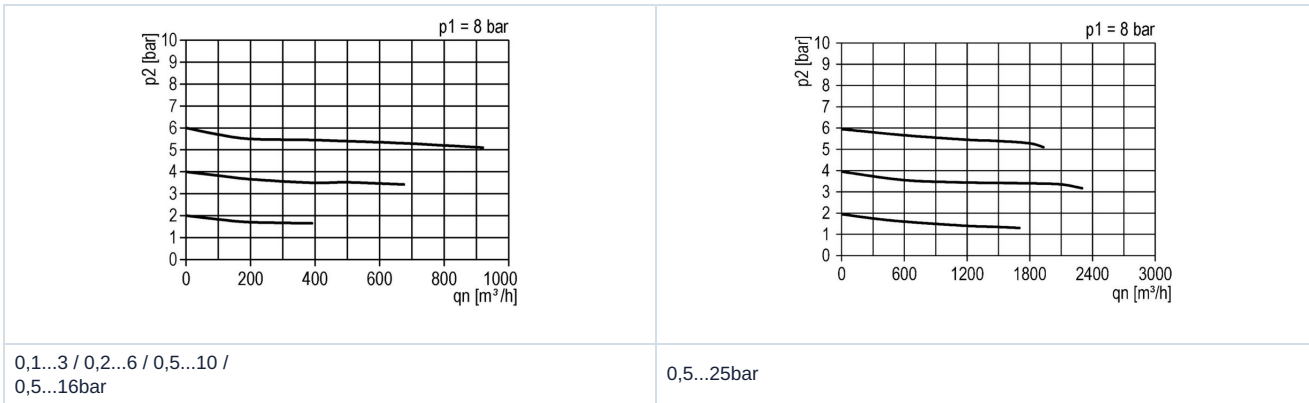 p1 = 8 bar
p2 [bar]
10
9
8
7
6
5
4
3
2
1
0
0 200 400 600 800 1000
qn [m³/h]
p1 = 8 bar
p2 [bar]
10
9
8
7
6
5
4
3
2
1
0
0 600 1200 1800 2400 3000
qn [m³/h]
0,1...3 / 0,2...6 / 0,5...10 /
0,5...16bar
0,5...25bar